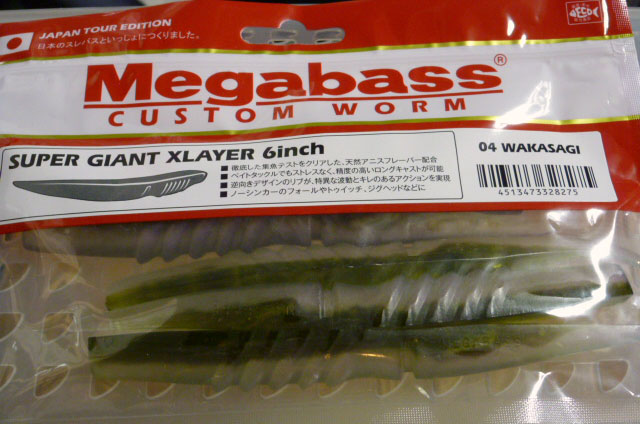 JAPAN TOUR EDITION
日本のスレバスといっしょにつくりました。
Megabass®
CUSTOM WORM
SUPER GIANT XLAYER 6inch
■ 徹底した集魚テストをクリアした、天然アニスフレーバー配合
■ ベイトタックルでもストレスなく、精度の高いロングキャストが可能
■ 逆向きデザインのリブが、特異な波動とキレのあるアクションを実現
■ ノーシンカーのフォールやトゥイッチ、ジグヘッドなどに
04 WAKASAGI
4513473328275
ECO